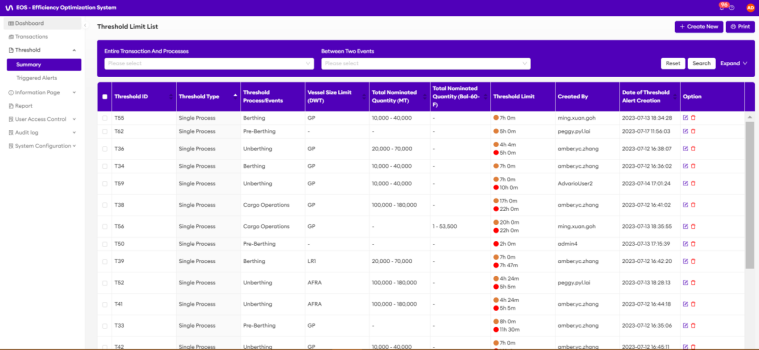 EOS - Efficiency Optimization System
Dashboard
Transactions
Threshold
Summary
Triggered Alerts
Information Page
Report
User Access Control
Audit log
System Configuration
Threshold Limit List
+ Create New
Print
Entire Transaction And Processes
Between Two Events
Please select
Please select
Reset
Search
Expand
Threshold ID
Threshold Type
Threshold Process/Events
Vessel Size Limit (DWT)
Total Nominated Quantity (MT)
Total Nominated Quantity (Bal-60-F)
Threshold Limit
Created By
Date of Threshold Alert Creation
Option
T55 Single Process Berthing GP 10,000 - 40,000 - 7h 0m ming.xuan.goh 2023-07-13 18:34:28
T62 Single Process Pre-Berthing - - - 5h 0m peggy.pyl.lai 2023-07-17 11:56:03
T36 Single Process Unberthing GP 20,000 - 70,000 - 4h 4m 5h 0m amber.yc.zhang 2023-07-12 16:38:07
T34 Single Process Berthing GP 10,000 - 40,000 - 7h 0m amber.yc.zhang 2023-07-12 16:36:02
T59 Single Process Unberthing GP 10,000 - 40,000 - 7h 0m 10h 0m AdvarioUser2 2023-07-14 17:01:24
T38 Single Process Cargo Operations GP 100,000 - 180,000 - 17h 0m 22h 0m amber.yc.zhang 2023-07-12 16:41:02
T56 Single Process Cargo Operations GP 1 - 53,500 20h 0m 22h 0m ming.xuan.goh 2023-07-13 18:35:55
T50 Single Process Pre-Berthing - - - 2h 0m admin4 2023-07-13 17:15:39
T39 Single Process Berthing LR1 20,000 - 70,000 - 7h 0m 7h 47m amber.yc.zhang 2023-07-12 16:42:20
T52 Single Process Unberthing AFRA 100,000 - 180,000 - 4h 24m 5h 5m peggy.pyl.lai 2023-07-13 18:28:13
T41 Single Process Unberthing AFRA 100,000 - 180,000 - 4h 24m 5h 5m amber.yc.zhang 2023-07-12 16:44:18
T33 Single Process Pre-Berthing GP - - 11h 30m amber.yc.zhang 2023-07-12 16:35:06
T42 Single Process Unberthing GP 10,000 - 40,000 - 7h 0m amber.yc.zhang 2023-07-12 16:45:11